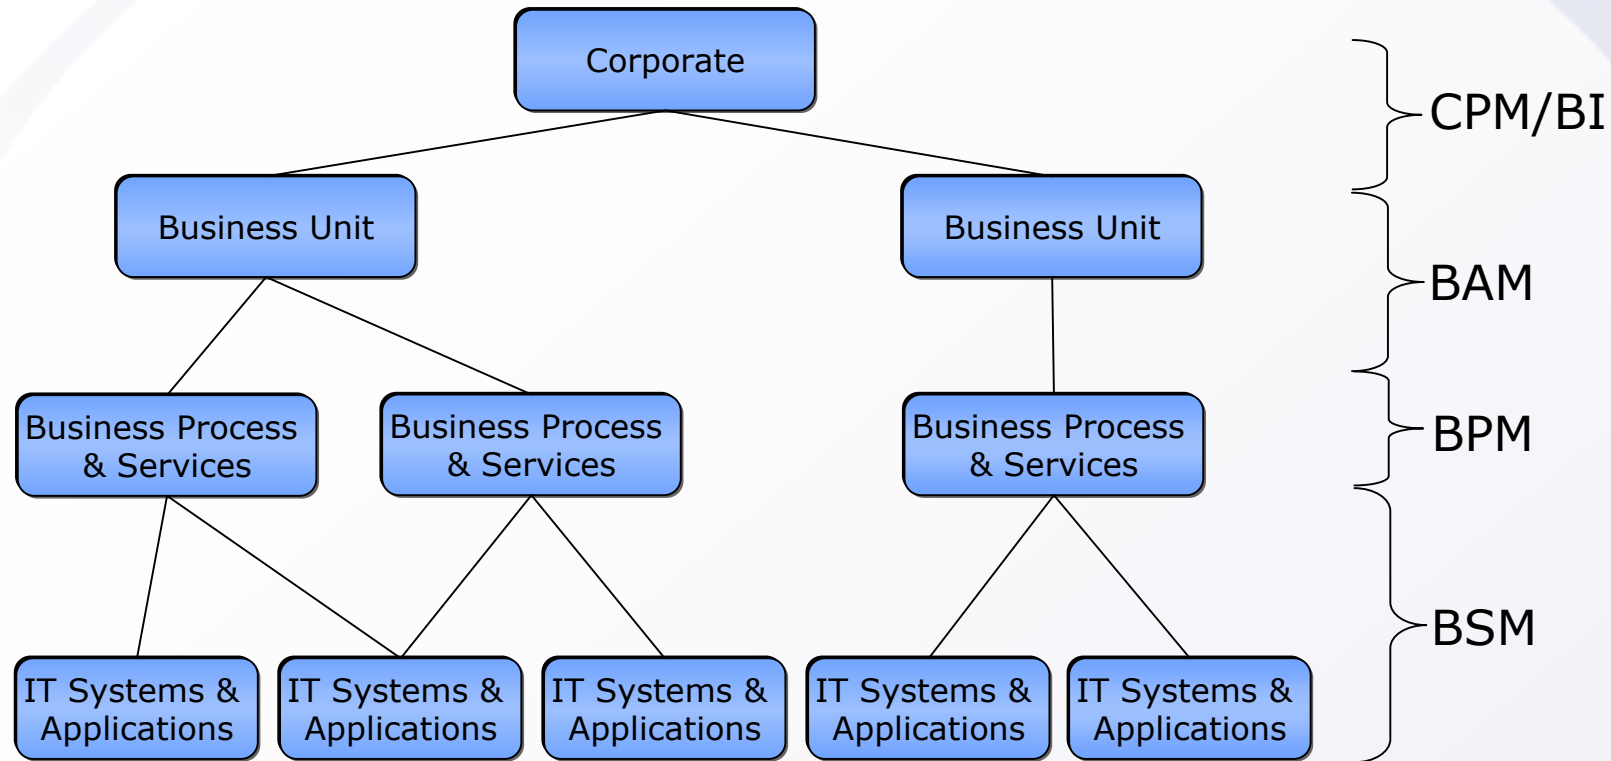 Corporate
CPM/BI
Business Unit
Business Unit
BAM
Business Process
& Services
Business Process
& Services
Business Process
& Services
BPM
BSM
IT Systems &
Applications
IT Systems &
Applications
IT Systems &
Applications
IT Systems &
Applications
IT Systems &
Applications